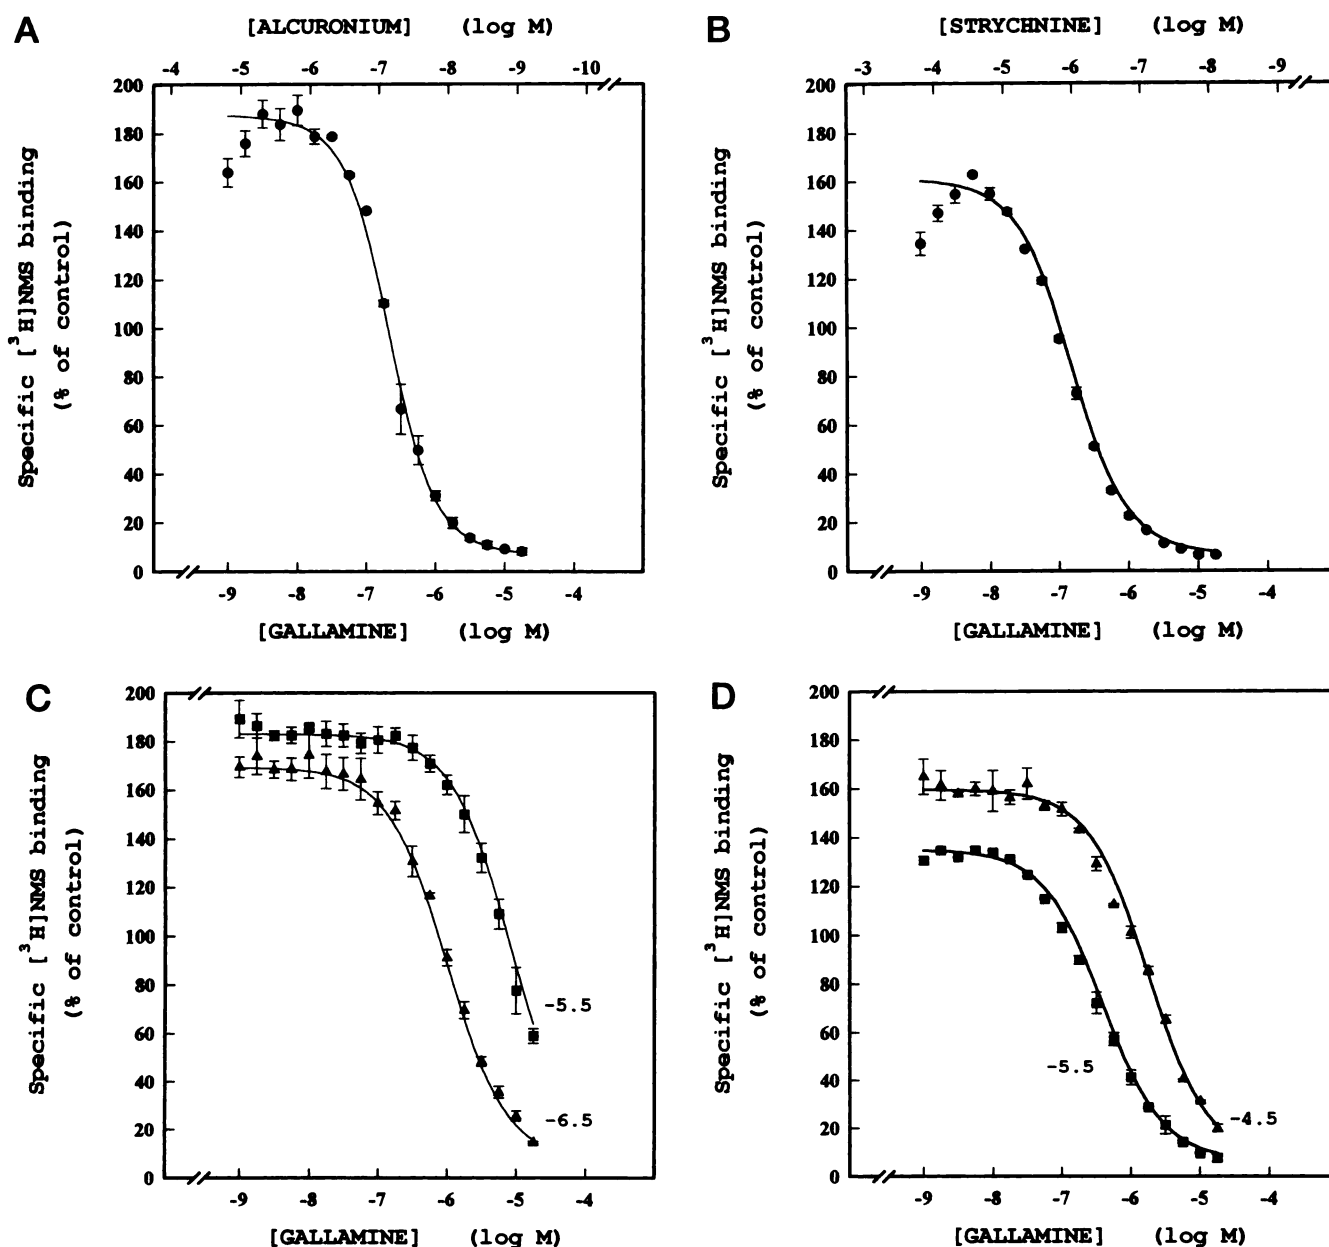 A
[ALCURONIUM] (log M)
-4 -5 -6 -7 -8 -9 -10
200
180
160
140
120
100
80
60
40
20
0
Specific [³H]NMS binding
(% of control)
-9 -8 -7 -6 -5 -4
[GALLAMINE] (log M)
B
[STRYCHNINE] (log M)
-3 -4 -5 -6 -7 -8 -9
200
180
160
140
120
100
80
60
40
20
0
Specific [³H]NMS binding
(% of control)
-9 -8 -7 -6 -5 -4
[GALLAMINE] (log M)
C
200
180
160
140
120
100
80
60
40
20
0
Specific [³H]NMS binding
(% of control)
-5.5
-6.5
-9 -8 -7 -6 -5 -4
[GALLAMINE] (log M)
D
200
180
160
140
120
100
80
60
40
20
0
Specific [³H]NMS binding
(% of control)
-5.5
-4.5
-9 -8 -7 -6 -5 -4
[GALLAMINE] (log M)